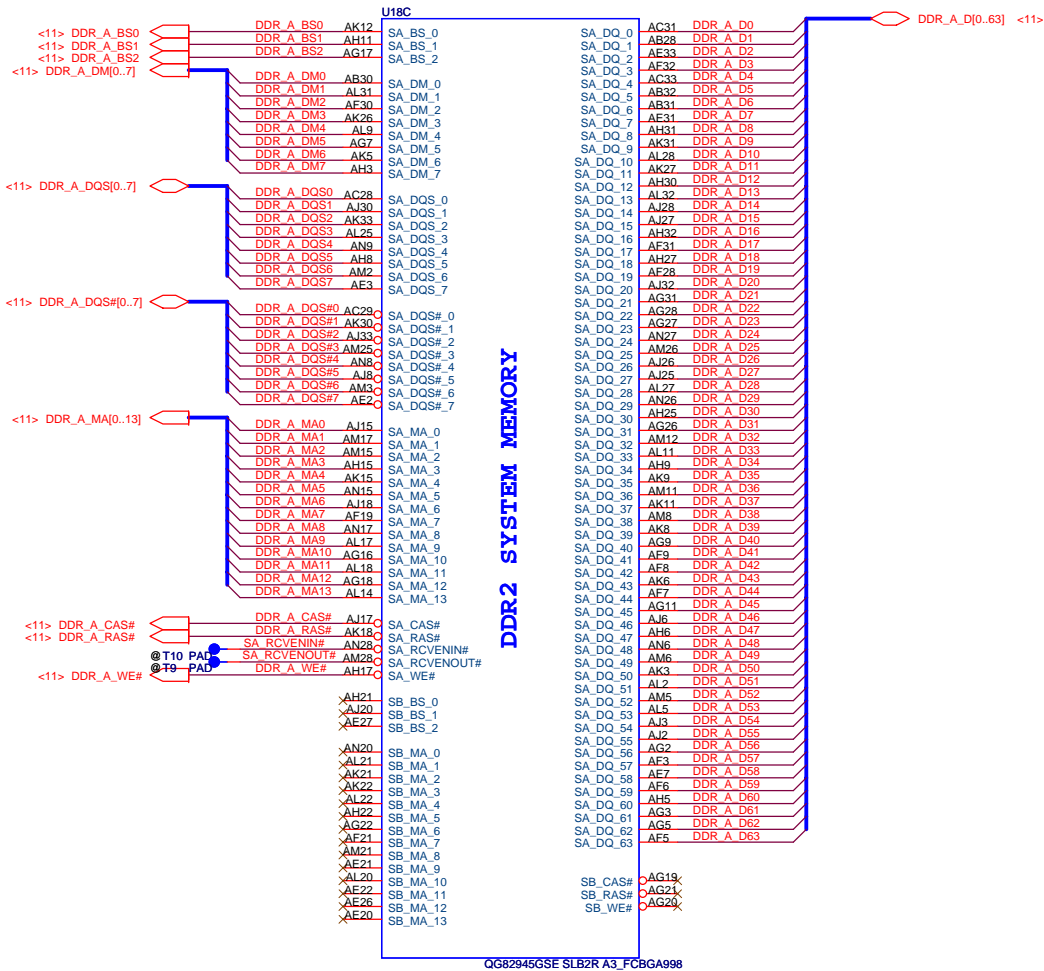 U18C
<11> DDR_A_BS0 DDR_A_BS0 AK12 SA_BS_0
<11> DDR_A_BS1 DDR_A_BS1 AH11 SA_BS_1
<11> DDR_A_BS2 DDR_A_BS2 AG17 SA_BS_2
<11> DDR_A_DM[0..7]
DDR_A_DM0 AB30 SA_DM_0
DDR_A_DM1 AL31 SA_DM_1
DDR_A_DM2 AF30 SA_DM_2
DDR_A_DM3 AK26 SA_DM_3
DDR_A_DM4 AL9 SA_DM_4
DDR_A_DM5 AG7 SA_DM_5
DDR_A_DM6 AK5 SA_DM_6
DDR_A_DM7 AH3 SA_DM_7
<11> DDR_A_DQS[0..7]
DDR_A_DQS0 AC28 SA_DQS_0
DDR_A_DQS1 AJ30 SA_DQS_1
DDR_A_DQS2 AK33 SA_DQS_2
DDR_A_DQS3 AL25 SA_DQS_3
DDR_A_DQS4 AN9 SA_DQS_4
DDR_A_DQS5 AH8 SA_DQS_5
DDR_A_DQS6 AM2 SA_DQS_6
DDR_A_DQS7 AE3 SA_DQS_7
<11> DDR_A_DQS#[0..7]
DDR_A_DQS#0 AC29 SA_DQS#_0
DDR_A_DQS#1 AK30 SA_DQS#_1
DDR_A_DQS#2 AJ33 SA_DQS#_2
DDR_A_DQS#3 AM25 SA_DQS#_3
DDR_A_DQS#4 AN8 SA_DQS#_4
DDR_A_DQS#5 AJ8 SA_DQS#_5
DDR_A_DQS#6 AM3 SA_DQS#_6
DDR_A_DQS#7 AE2 SA_DQS#_7
<11> DDR_A_MA[0..13]
DDR_A_MA0 AJ15 SA_MA_0
DDR_A_MA1 AM17 SA_MA_1
DDR_A_MA2 AM15 SA_MA_2
DDR_A_MA3 AH15 SA_MA_3
DDR_A_MA4 AK15 SA_MA_4
DDR_A_MA5 AN15 SA_MA_5
DDR_A_MA6 AJ18 SA_MA_6
DDR_A_MA7 AF19 SA_MA_7
DDR_A_MA8 AN17 SA_MA_8
DDR_A_MA9 AL17 SA_MA_9
DDR_A_MA10 AG16 SA_MA_10
DDR_A_MA11 AL18 SA_MA_11
DDR_A_MA12 AG18 SA_MA_12
DDR_A_MA13 AL14 SA_MA_13
<11> DDR_A_CAS# DDR_A_CAS# AJ17 SA_CAS#
<11> DDR_A_RAS# DDR_A_RAS# AK18 SA_RAS#
@ T10 PAD SA_RCVENIN# AN28 SA_RCVENIN#
@ T9 PAD SA_RCVENOUT# AM28 SA_RCVENOUT#
<11> DDR_A_WE# DDR_A_WE# AH17 SA_WE#
AH21 SB_BS_0
AJ20 SB_BS_1
AE27 SB_BS_2
AN20 SB_MA_0
AL21 SB_MA_1
AK21 SB_MA_2
AK22 SB_MA_3
AL22 SB_MA_4
AH22 SB_MA_5
AG22 SB_MA_6
AF21 SB_MA_7
AM21 SB_MA_8
AE21 SB_MA_9
AL20 SB_MA_10
AE22 SB_MA_11
AE26 SB_MA_12
AE20 SB_MA_13
DDR2 SYSTEM MEMORY
DDR_A_D[0..63] <11>
SA_DQ_0 AC31 DDR_A_D0
SA_DQ_1 AB28 DDR_A_D1
SA_DQ_2 AE33 DDR_A_D2
SA_DQ_3 AF32 DDR_A_D3
SA_DQ_4 AC33 DDR_A_D4
SA_DQ_5 AB32 DDR_A_D5
SA_DQ_6 AB31 DDR_A_D6
SA_DQ_7 AE31 DDR_A_D7
SA_DQ_8 AH31 DDR_A_D8
SA_DQ_9 AK31 DDR_A_D9
SA_DQ_10 AL28 DDR_A_D10
SA_DQ_11 AK27 DDR_A_D11
SA_DQ_12 AH30 DDR_A_D12
SA_DQ_13 AL32 DDR_A_D13
SA_DQ_14 AJ28 DDR_A_D14
SA_DQ_15 AJ27 DDR_A_D15
SA_DQ_16 AH32 DDR_A_D16
SA_DQ_17 AF31 DDR_A_D17
SA_DQ_18 AH27 DDR_A_D18
SA_DQ_19 AF28 DDR_A_D19
SA_DQ_20 AJ32 DDR_A_D20
SA_DQ_21 AG31 DDR_A_D21
SA_DQ_22 AG28 DDR_A_D22
SA_DQ_23 AG27 DDR_A_D23
SA_DQ_24 AN27 DDR_A_D24
SA_DQ_25 AM26 DDR_A_D25
SA_DQ_26 AJ26 DDR_A_D26
SA_DQ_27 AJ25 DDR_A_D27
SA_DQ_28 AL27 DDR_A_D28
SA_DQ_29 AN26 DDR_A_D29
SA_DQ_30 AH25 DDR_A_D30
SA_DQ_31 AG26 DDR_A_D31
SA_DQ_32 AM12 DDR_A_D32
SA_DQ_33 AL11 DDR_A_D33
SA_DQ_34 AH9 DDR_A_D34
SA_DQ_35 AK9 DDR_A_D35
SA_DQ_36 AM11 DDR_A_D36
SA_DQ_37 AK11 DDR_A_D37
SA_DQ_38 AM8 DDR_A_D38
SA_DQ_39 AK8 DDR_A_D39
SA_DQ_40 AG9 DDR_A_D40
SA_DQ_41 AF9 DDR_A_D41
SA_DQ_42 AF8 DDR_A_D42
SA_DQ_43 AK6 DDR_A_D43
SA_DQ_44 AF7 DDR_A_D44
SA_DQ_45 AG11 DDR_A_D45
SA_DQ_46 AJ6 DDR_A_D46
SA_DQ_47 AH6 DDR_A_D47
SA_DQ_48 AN6 DDR_A_D48
SA_DQ_49 AM6 DDR_A_D49
SA_DQ_50 AK3 DDR_A_D50
SA_DQ_51 AL2 DDR_A_D51
SA_DQ_52 AM5 DDR_A_D52
SA_DQ_53 AL5 DDR_A_D53
SA_DQ_54 AJ3 DDR_A_D54
SA_DQ_55 AJ2 DDR_A_D55
SA_DQ_56 AG2 DDR_A_D56
SA_DQ_57 AF3 DDR_A_D57
SA_DQ_58 AE7 DDR_A_D58
SA_DQ_59 AF6 DDR_A_D59
SA_DQ_60 AH5 DDR_A_D60
SA_DQ_61 AG3 DDR_A_D61
SA_DQ_62 AG5 DDR_A_D62
SA_DQ_63 AF5 DDR_A_D63
SB_CAS# AG19
SB_RAS# AG21
SB_WE# AG20
QG82945GSE SLB2R A3_FCBGA998